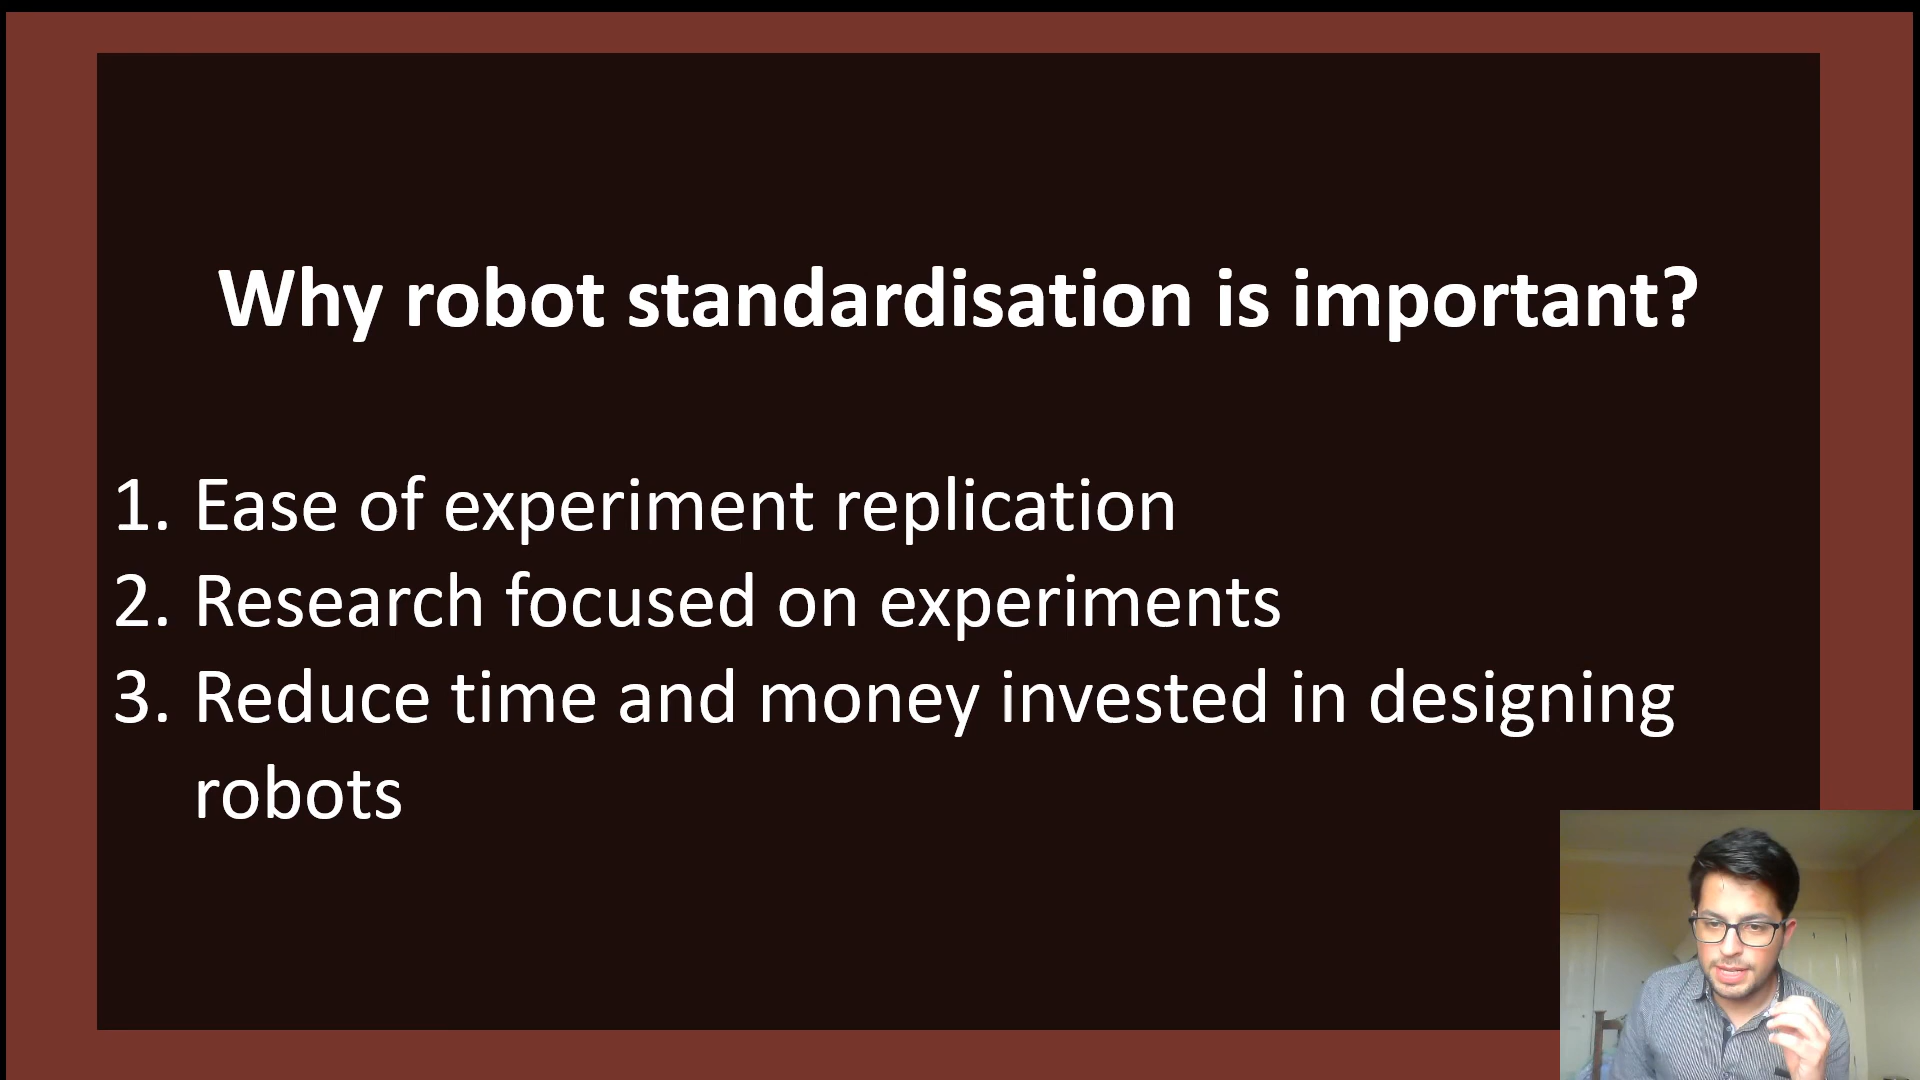 Why robot standardisation is important?
1. Ease of experiment replication
2. Research focused on experiments
3. Reduce time and money invested in designing
robots